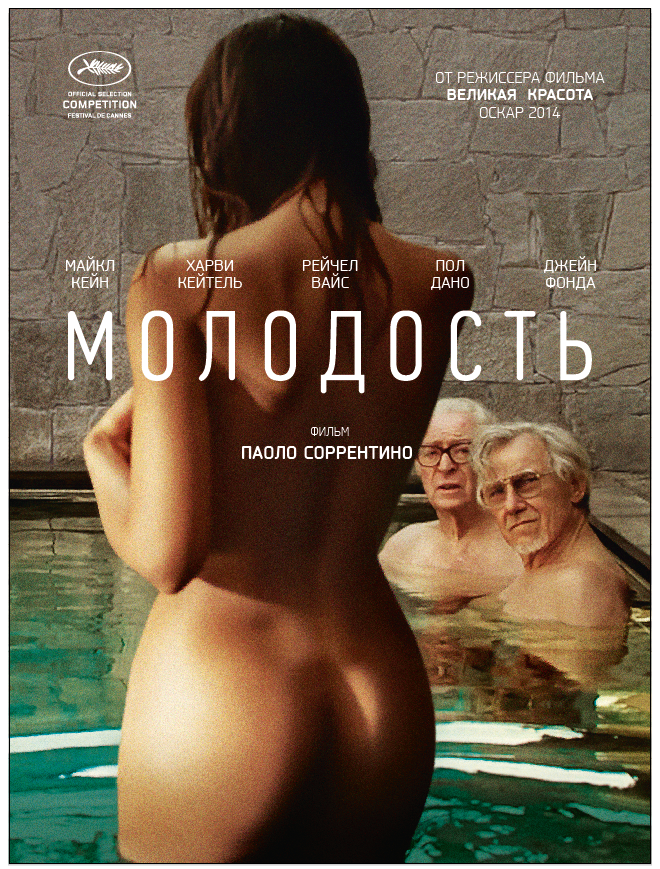 OFFICIAL SELECTION
COMPETITION
FESTIVAL DE CANNES
ОТ РЕЖИССЕРА ФИЛЬМА
ВЕЛИКАЯ КРАСОТА
ОСКАР 2014
МАЙКЛ КЕЙН
ХАРВИ КЕЙТЕЛЬ
РЕЙЧЕЛ ВАЙС
ПОЛ ДАНО
ДЖЕЙН ФОНДА
МОЛОДОСТЬ
ФИЛЬМ
ПАОЛО СОРРЕНТИНО